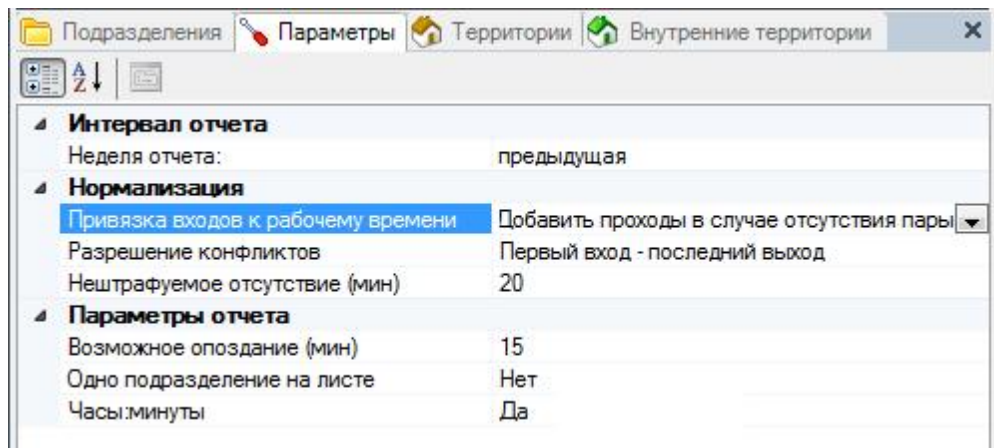 Подразделения Параметры Территории Внутренние территории
A
Z
Интервал отчета
Неделя отчета: предыдущая
Нормализация
Привязка входов к рабочему времени Добавить проходы в случае отсутствия пары
Разрешение конфликтов Первый вход - последний выход
Нештрафуемое отсутствие (мин) 20
Параметры отчета
Возможное опоздание (мин) 15
Одно подразделение на листе Нет
Часы:минуты Да